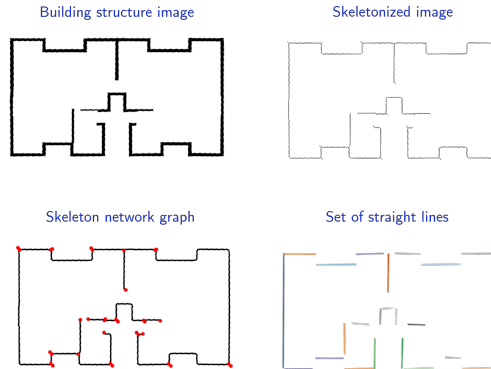 Building structure image
Skeletonized image
Skeleton network graph
Set of straight lines